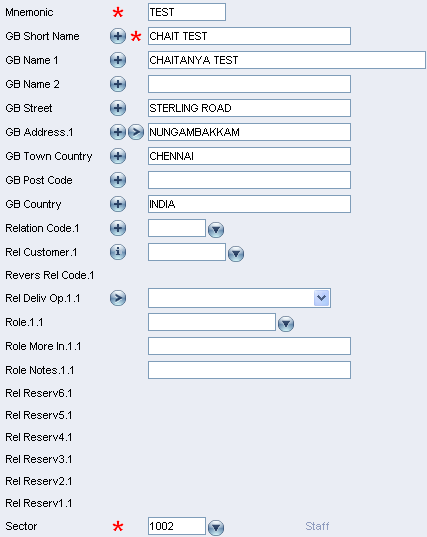 Mnemonic * TEST
GB Short Name * CHAIT TEST
GB Name 1 CHAITANYA TEST
GB Name 2
GB Street STERLING ROAD
GB Address.1 NUNGAMBAKKAM
GB Town Country CHENNAI
GB Post Code
GB Country INDIA
Relation Code.1
Rel Customer.1
Revers Rel Code.1
Rel Deliv Op.1.1
Role.1.1
Role More In.1.1
Role Notes.1.1
Rel Reserv6.1
Rel Reserv5.1
Rel Reserv4.1
Rel Reserv3.1
Rel Reserv2.1
Rel Reserv1.1
Sector * 1002 Staff